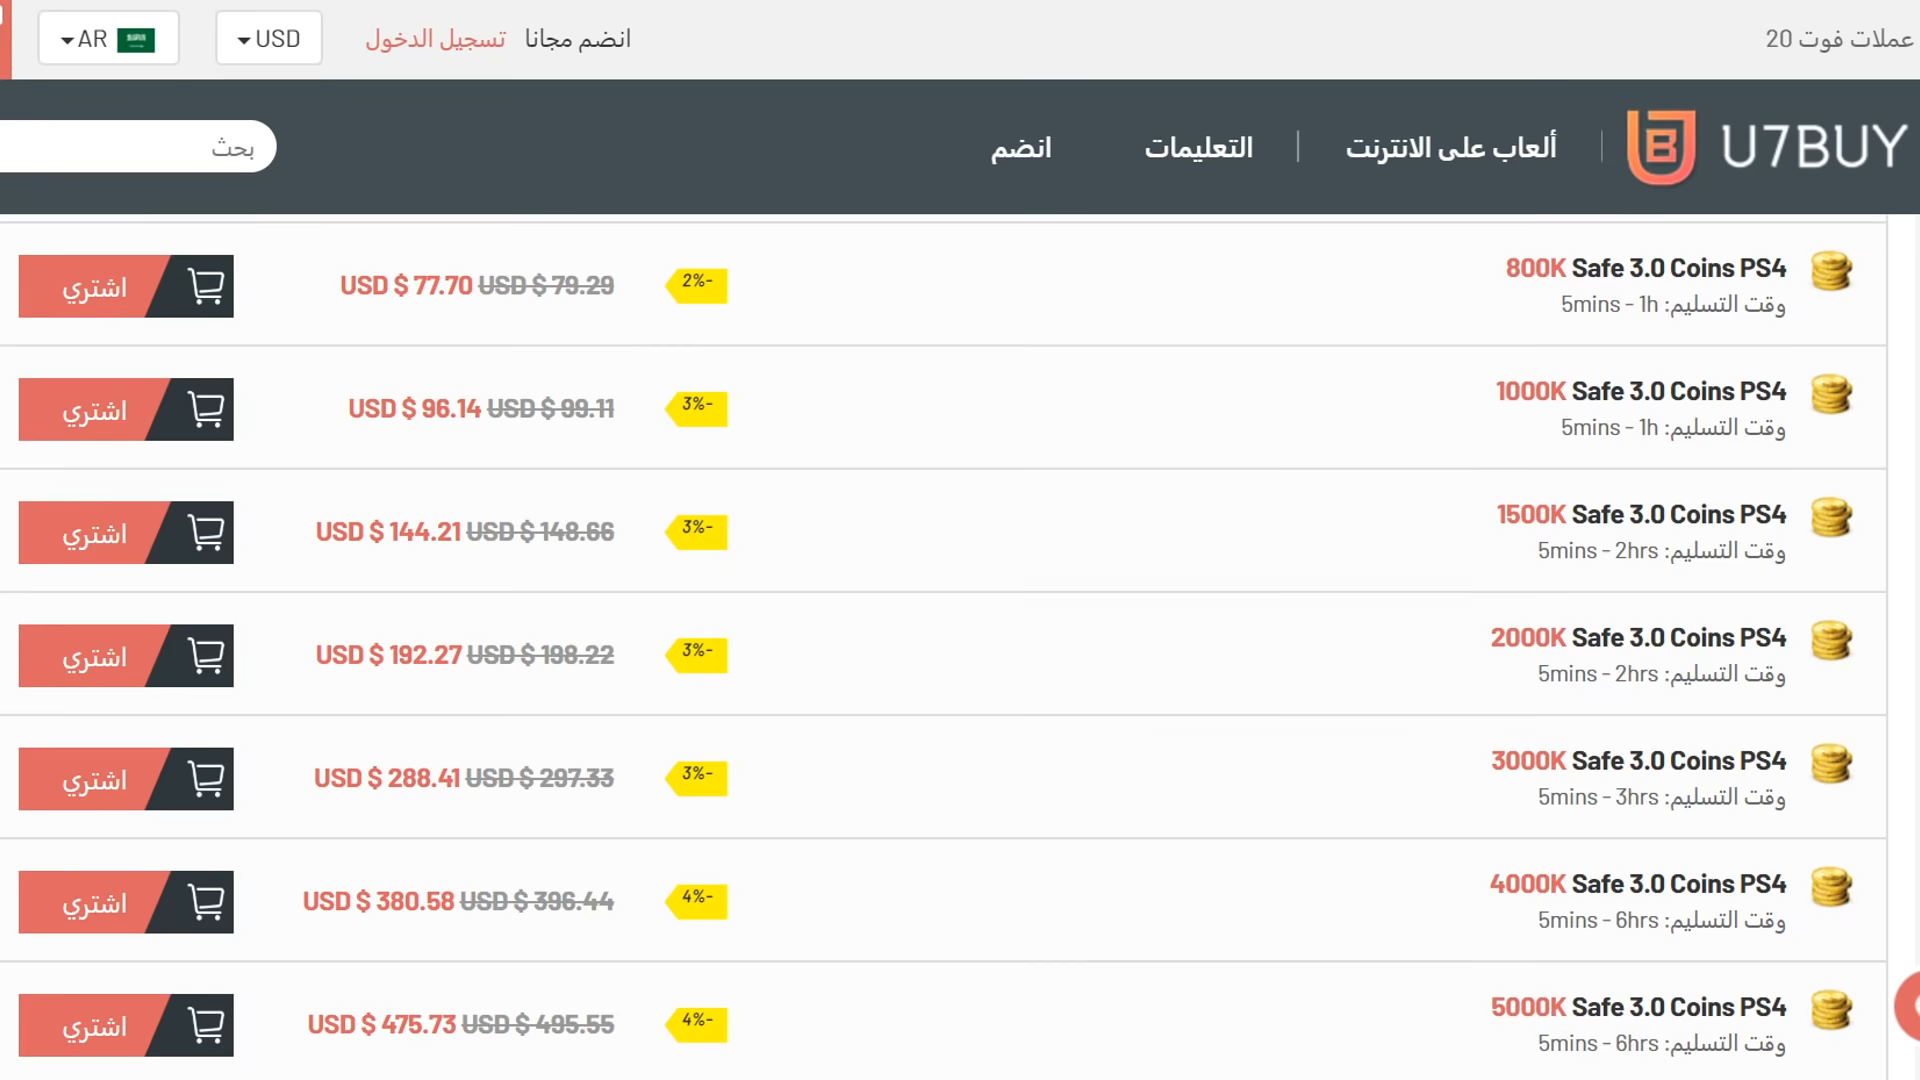 عملات فوت 20
انضم مجانا
تسجيل الدخول
USD
AR
U7BUY
ألعاب على الانترنت
التعليمات
انضم
بحث
800K Safe 3.0 Coins PS4
وقت التسليم: 5mins - 1h
2%-
USD $ 77.70 USD $ 79.29
اشتري
1000K Safe 3.0 Coins PS4
وقت التسليم: 5mins - 1h
3%-
USD $ 96.14 USD $ 99.11
اشتري
1500K Safe 3.0 Coins PS4
وقت التسليم: 5mins - 2hrs
3%-
USD $ 144.21 USD $ 148.66
اشتري
2000K Safe 3.0 Coins PS4
وقت التسليم: 5mins - 2hrs
3%-
USD $ 192.27 USD $ 198.22
اشتري
3000K Safe 3.0 Coins PS4
وقت التسليم: 5mins - 3hrs
3%-
USD $ 288.41 USD $ 297.33
اشتري
4000K Safe 3.0 Coins PS4
وقت التسليم: 5mins - 6hrs
4%-
USD $ 380.58 USD $ 396.44
اشتري
5000K Safe 3.0 Coins PS4
وقت التسليم: 5mins - 6hrs
4%-
USD $ 475.73 USD $ 495.55
اشتري